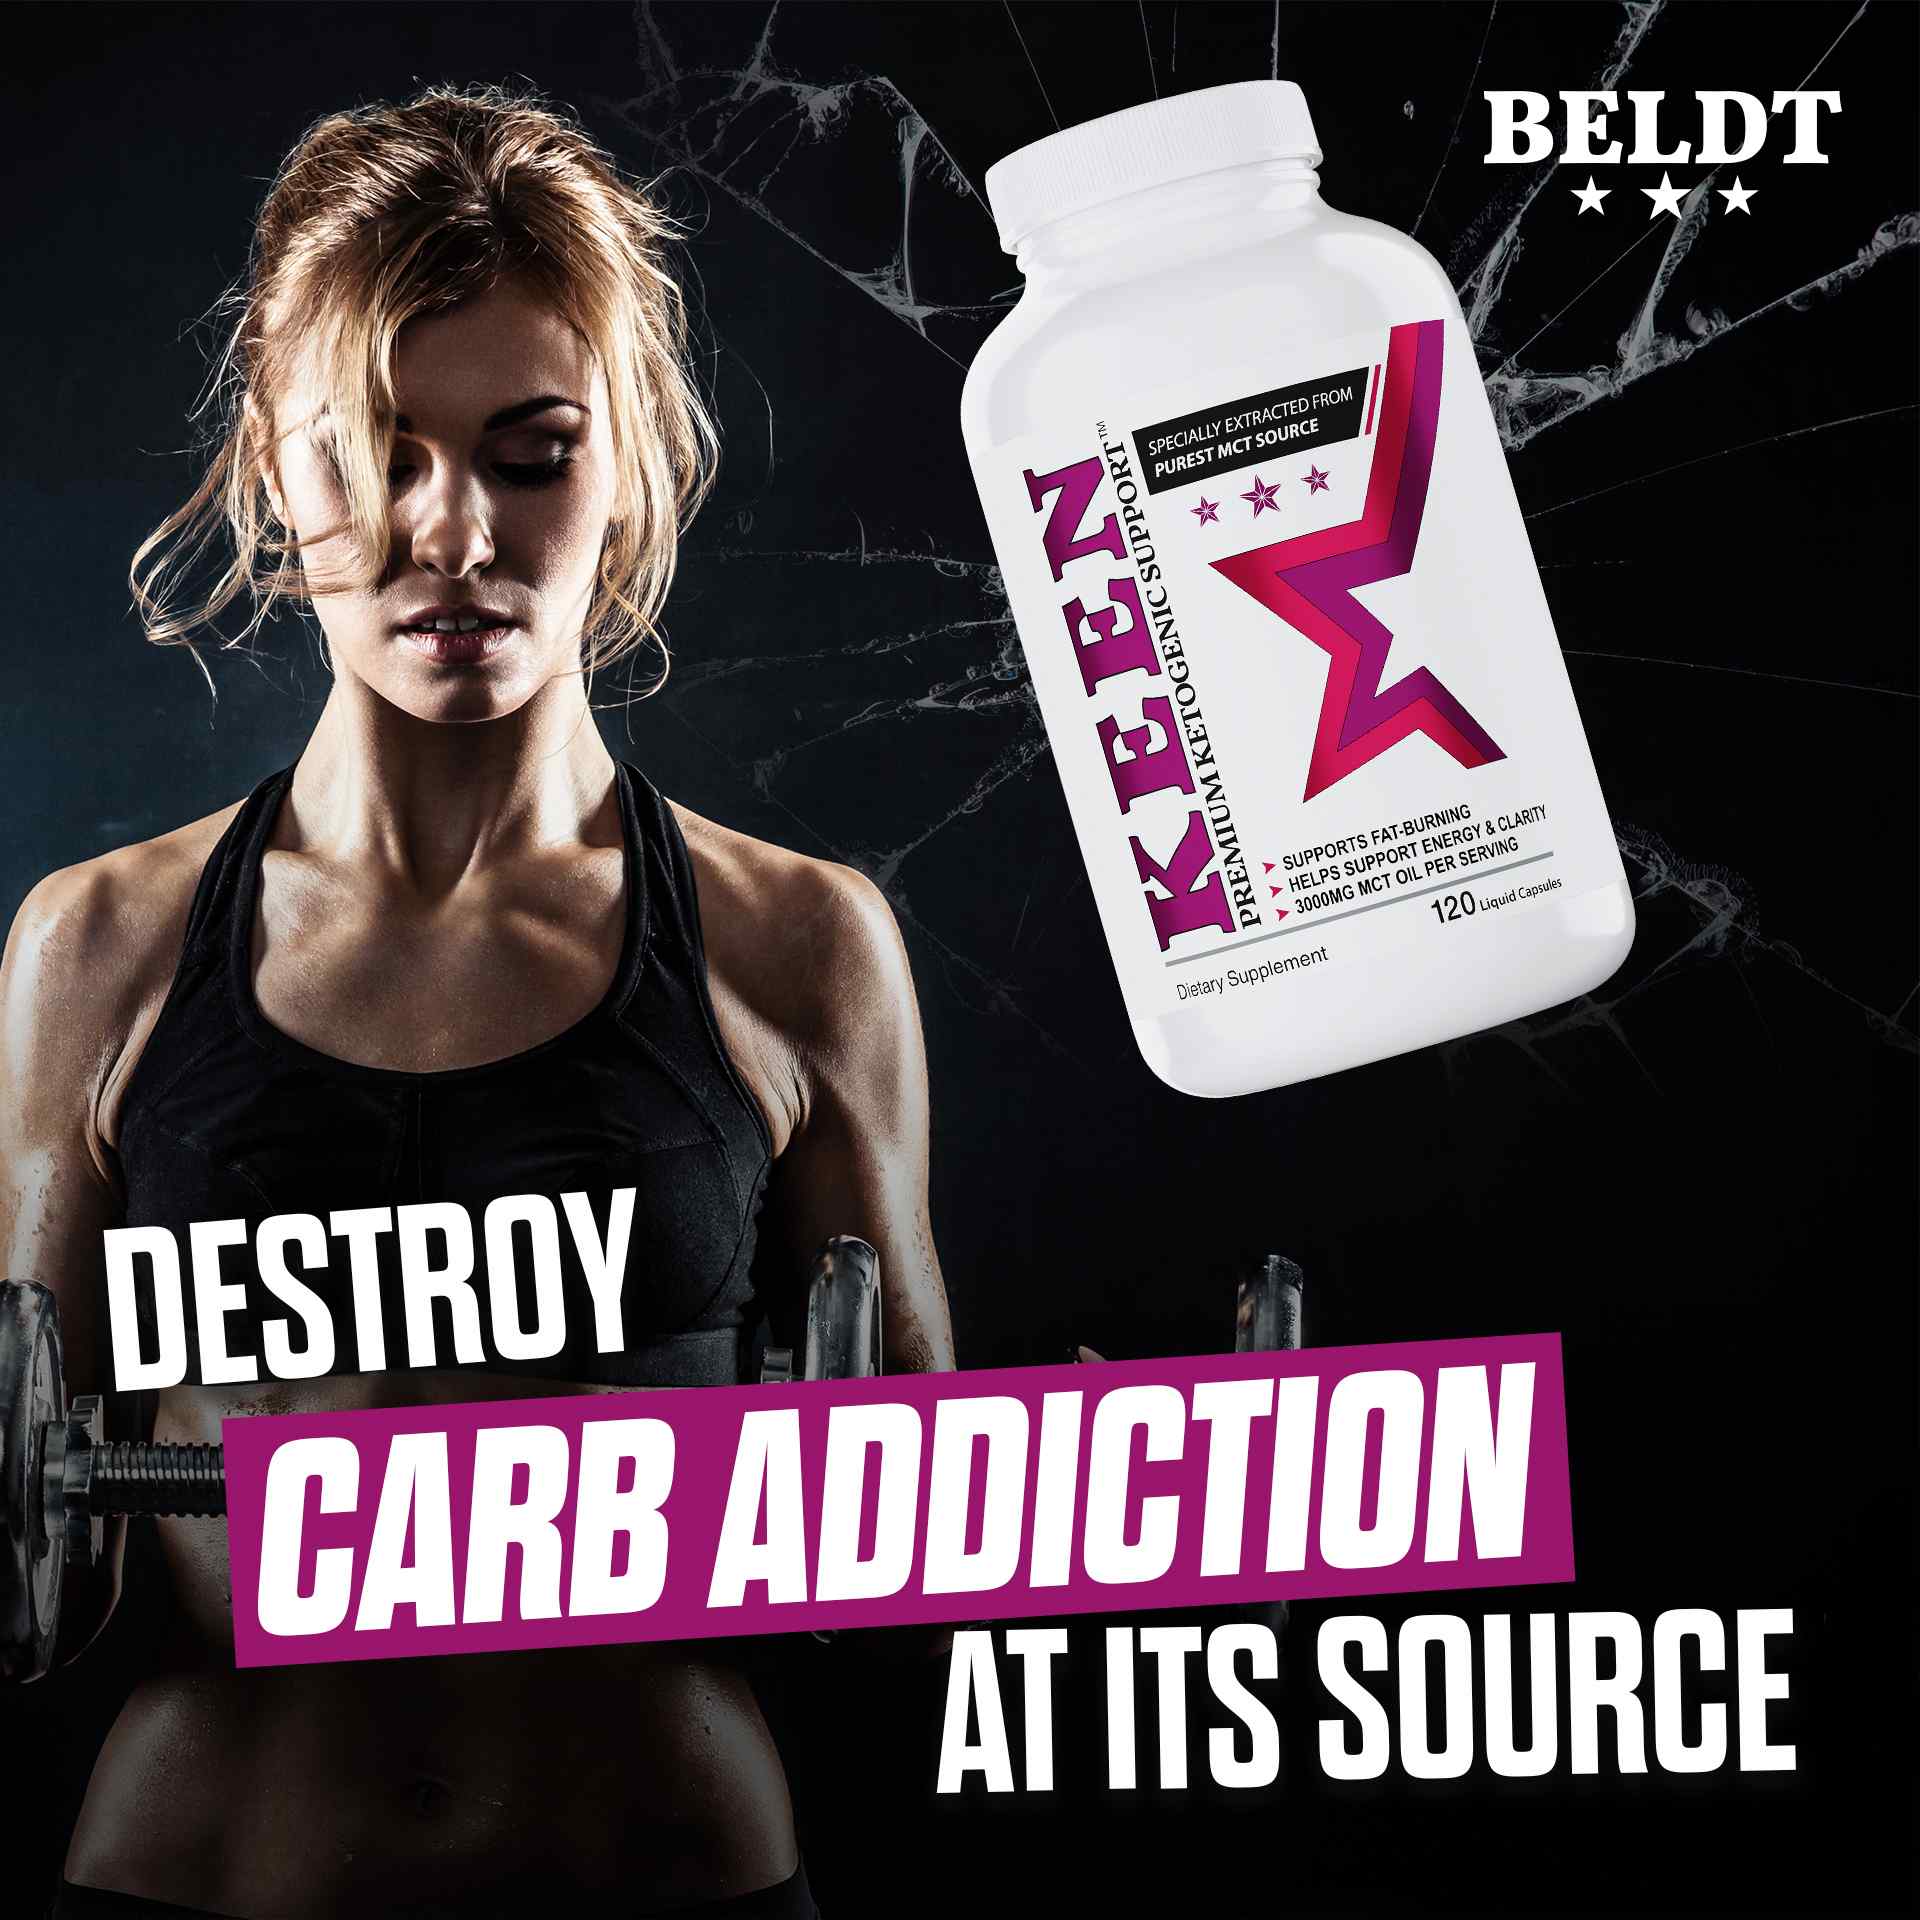 BELDT
SPECIALLY EXTRACTED FROM
PUREST MCT SOURCE
KEEN
PREMIUM KETOGENIC SUPPPORT™
SUPPORTS FAT-BURNING
HELPS SUPPORT ENERGY & CLARITY
3000MG MCT OIL PER SERVING
120 Liquid Capsules
Dietary Supplement
DESTROY
CARB ADDICTION
AT ITS SOURCE